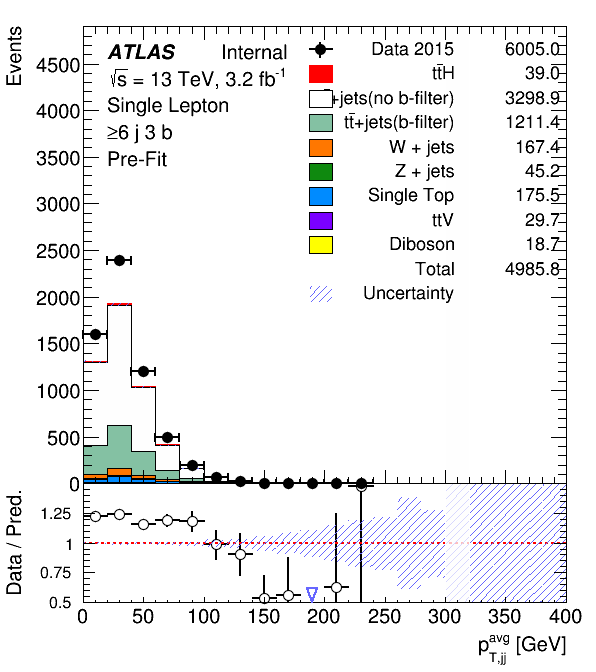 Events
4500
4000
3500
3000
2500
2000
1500
1000
500
0
ATLAS Internal
√s = 13 TeV, 3.2 fb⁻¹
Single Lepton
≥6 j 3 b
Pre-Fit
Data 2015 6005.0
tt̄H 39.0
+jets(no b-filter) 3298.9
tt̄+jets(b-filter) 1211.4
W + jets 167.4
Z + jets 45.2
Single Top 175.5
ttV 29.7
Diboson 18.7
Total 4985.8
Uncertainty
Data / Pred.
1.25
1
0.75
0.5
0 50 100 150 200 250 300 350 400
p_{T,jj}^{avg} [GeV]